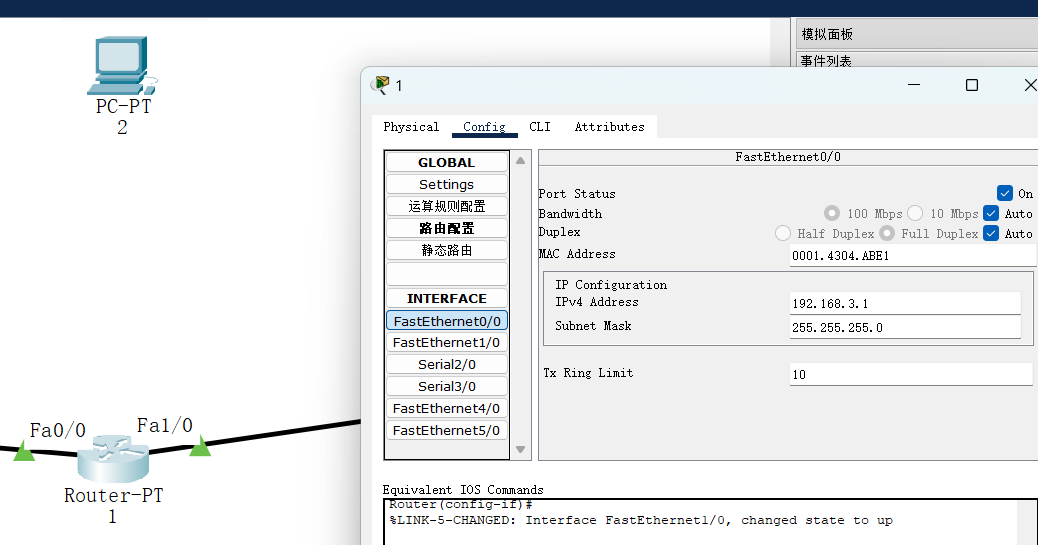 模拟面板
事件列表
PC-PT
2
1
Physical Config CLI Attributes
GLOBAL
Settings
运算规则配置
路由配置
静态路由
INTERFACE
FastEthernet0/0
FastEthernet1/0
Serial2/0
Serial3/0
FastEthernet4/0
FastEthernet5/0
FastEthernet0/0
Port Status On
Bandwidth 100 Mbps 10 Mbps Auto
Duplex Half Duplex Full Duplex Auto
MAC Address 0001.4304.ABE1
IP Configuration
IPv4 Address 192.168.3.1
Subnet Mask 255.255.255.0
Tx Ring Limit 10
Fa0/0 Fa1/0
Router-PT
1
Equivalent IOS Commands
Router(config-if)#
%LINK-5-CHANGED: Interface FastEthernet1/0, changed state to up